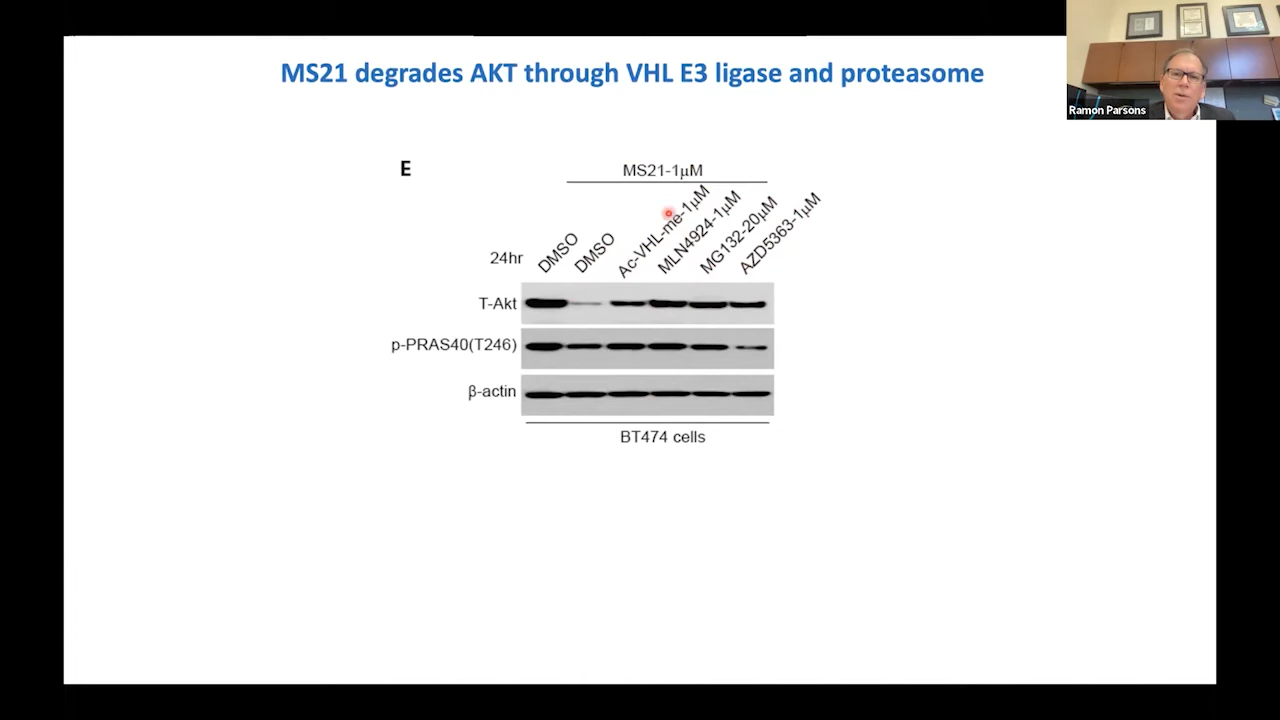 MS21 degrades AKT through VHL E3 ligase and proteasome
Ramon Parsons
E
MS21-1μM
24hr
DMSO
DMSO
Ac-VHL-me-1μM
MLN4924-1μM
MG132-20μM
AZD5363-1μM
T-Akt
p-PRAS40(T246)
β-actin
BT474 cells